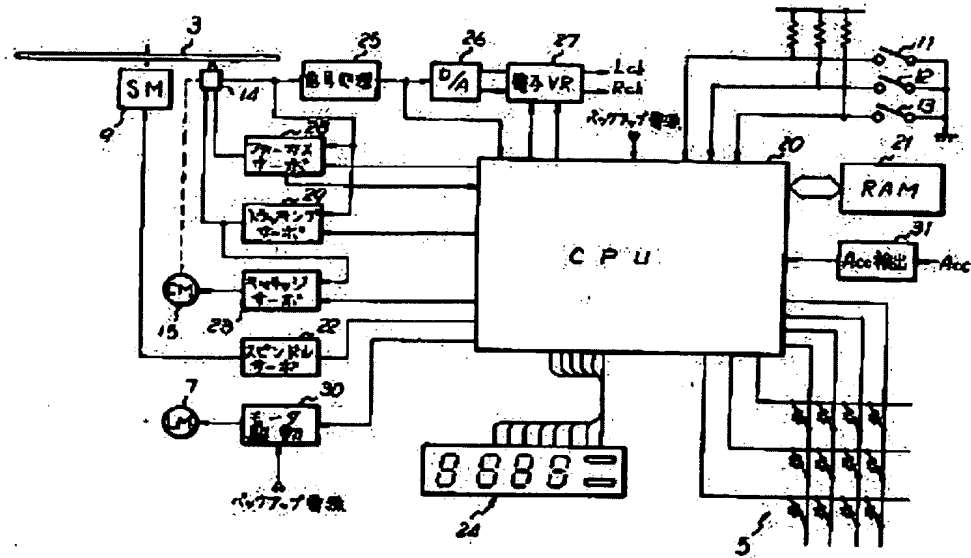 3
25
26
27
11
12
13
SM
14
信号処理
D/A
電子VR
Lch
Rch
9
28
バックアップ電源
20
21
フォーカス
サーボ
RAM
29
トラッキング
サーボ
CPU
31
Acc検出
Acc
キャリッジ
サーボ
15
23
22
スピンドル
サーボ
7
30
LM
モータ
駆動
バックアップ電源
8888
24
5